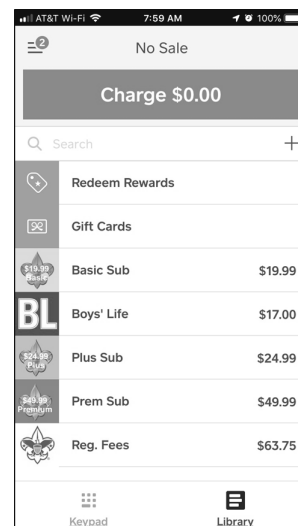 AT&T Wi-Fi 7:59 AM 100%
2
No Sale
Charge $0.00
Search
Redeem Rewards
Gift Cards
$19.99
Basic
Basic Sub $19.99
BL Boys' Life $17.00
$24.99
Plus
Plus Sub $24.99
$49.99
Premium
Prem Sub $49.99
Reg. Fees $63.75
Keypad Library